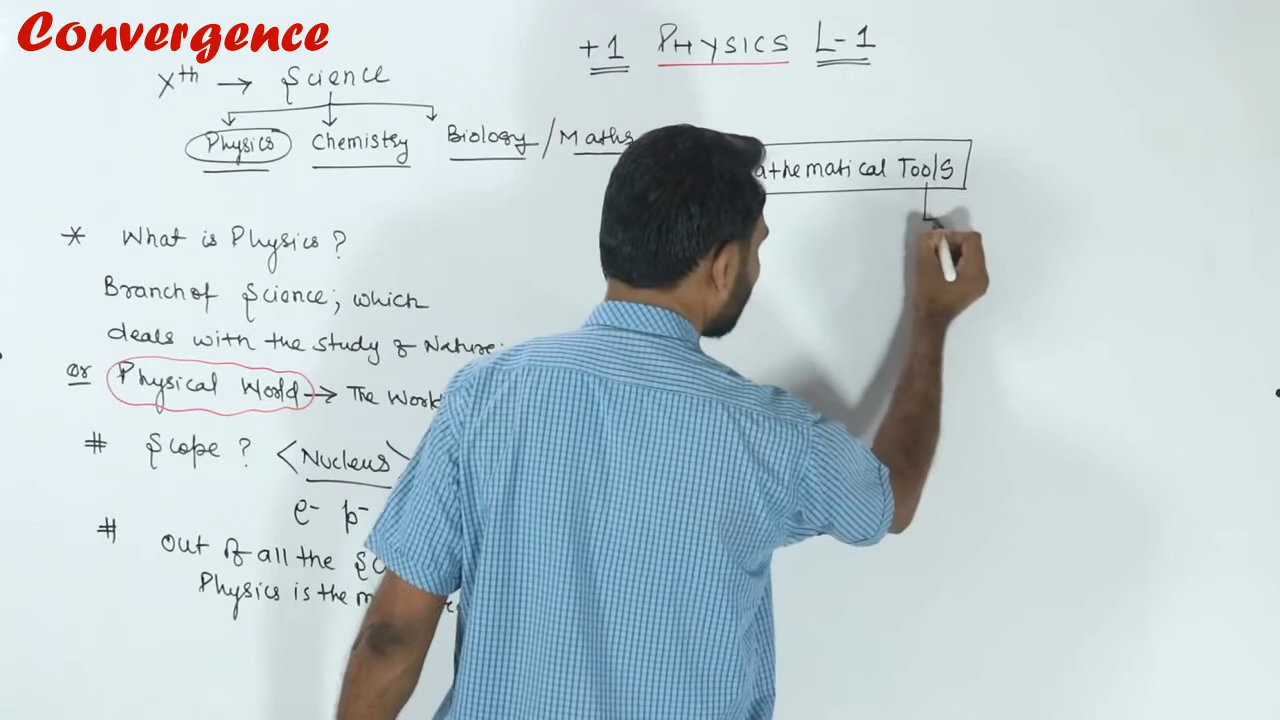 Convergence
+1 PHYSICS L-1
Xth → Science
Physics Chemistry Biology / Maths
athematical Tools
* What is Physics?
Branch of Science; which
deals with the study of Nature.
or Physical World → The World
# Scope? <Nucleus>
e- p-
# Out of all the
Physics is the